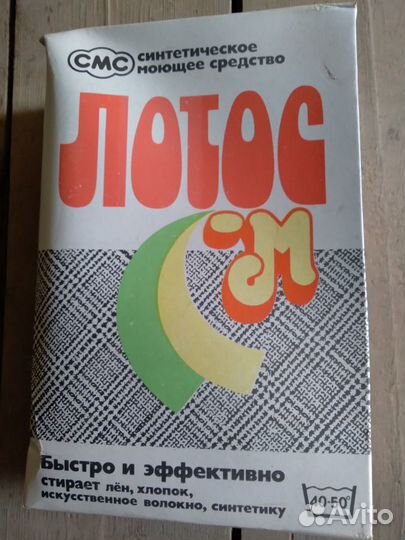 СМС
синтетическое
моющее средство
ЛОТОС
-М
Быстро и эффективно
стирает лён, хлопок,
искусственное волокно, синтетику
40-50°
Avito